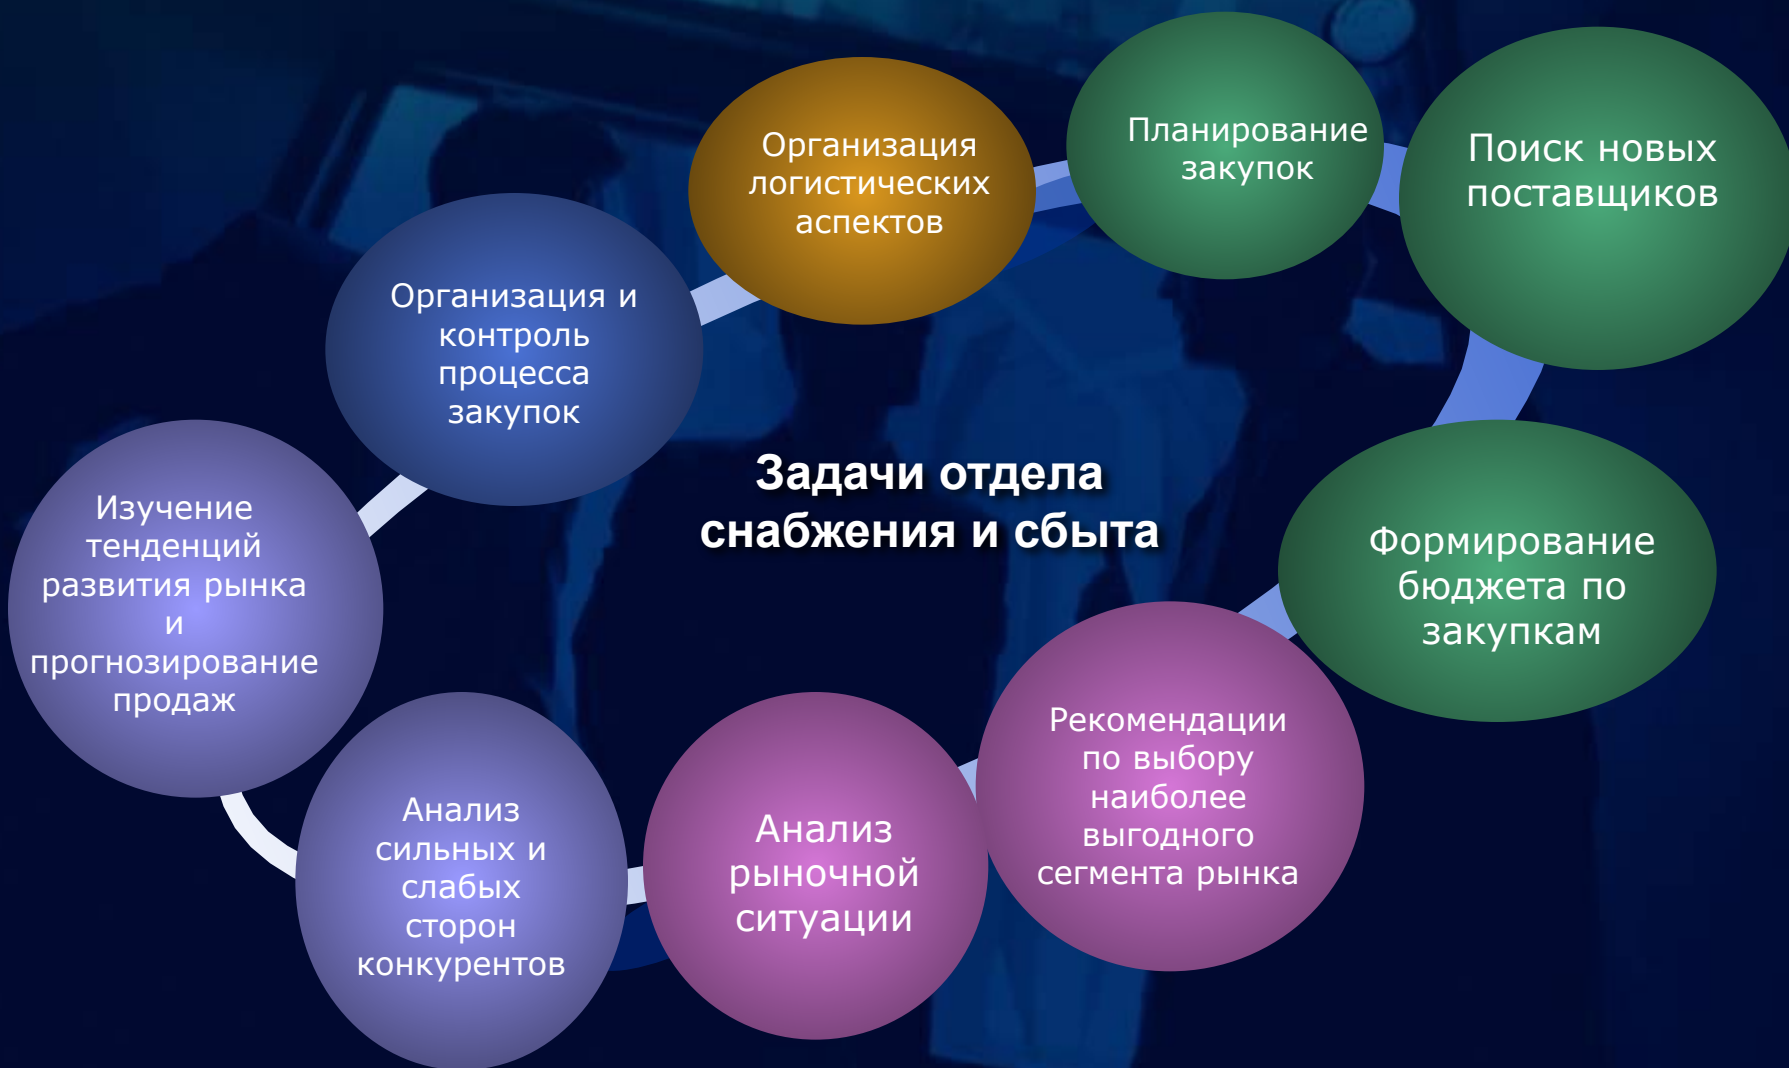 Организация
логистических
аспектов
Планирование
закупок
Поиск новых
поставщиков
Организация и
контроль
процесса
закупок
Задачи отдела
снабжения и сбыта
Изучение
тенденций
развития рынка
и
прогнозирование
продаж
Формирование
бюджета по
закупкам
Анализ
сильных и
слабых
сторон
конкурентов
Анализ
рыночной
ситуации
Рекомендации
по выбору
наиболее
выгодного
сегмента рынка